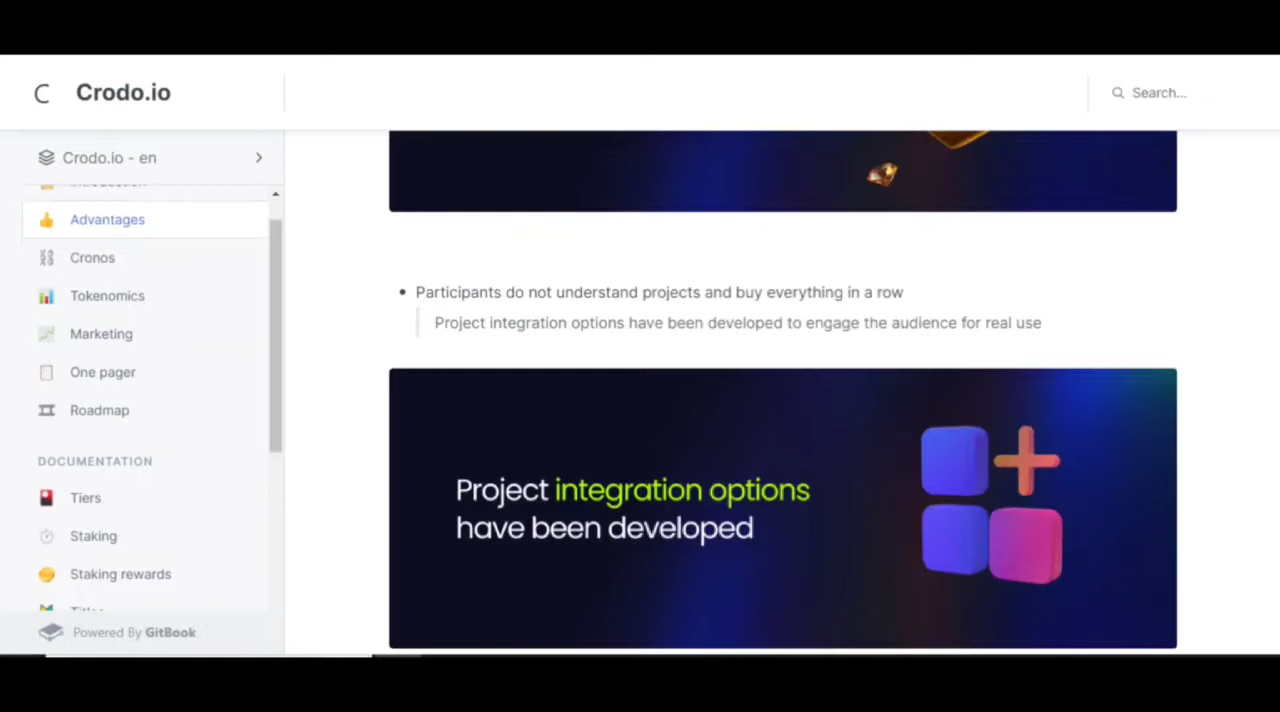 Crodo.io
Search...
Crodo.io - en
Advantages
Cronos
Tokenomics
Marketing
One pager
Roadmap
DOCUMENTATION
Tiers
Staking
Staking rewards
Powered By GitBook
• Participants do not understand projects and buy everything in a row
Project integration options have been developed to engage the audience for real use
Project integration options
have been developed